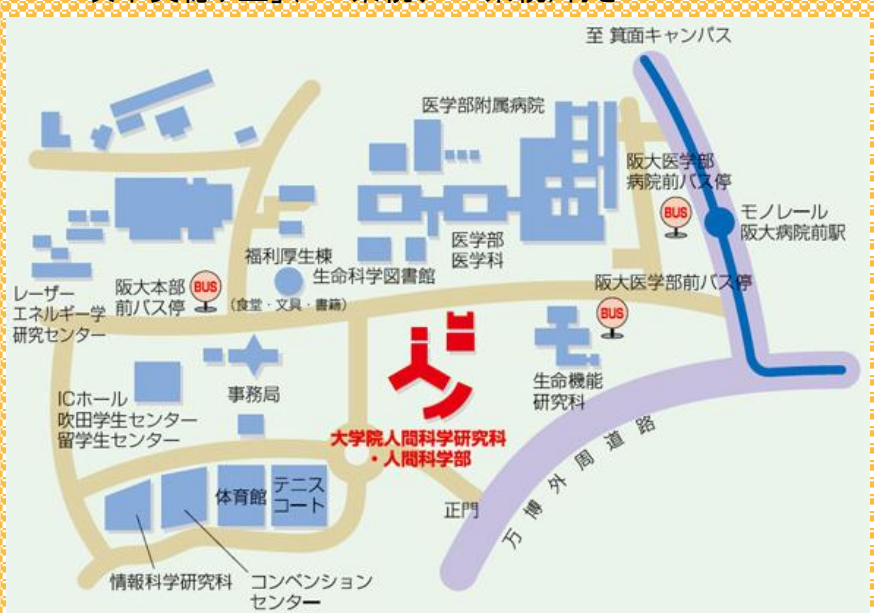 至 箕面キャンパス
医学部附属病院
阪大医学部
病院前バス停
BUS
モノレール
阪大病院前駅
医学部
医学科
福利厚生棟
(食堂・文具・書籍)
生命科学図書館
阪大医学部前バス停
BUS
レーザー
エネルギー学
研究センター
阪大本部
前バス停
BUS
生命機能
研究科
事務局
ICホール
吹田学生センター
留学生センター
大学院人間科学研究科
・人間科学部
体育館
テニス
コート
正門
万博外周道路
情報科学研究科
コンベンション
センター